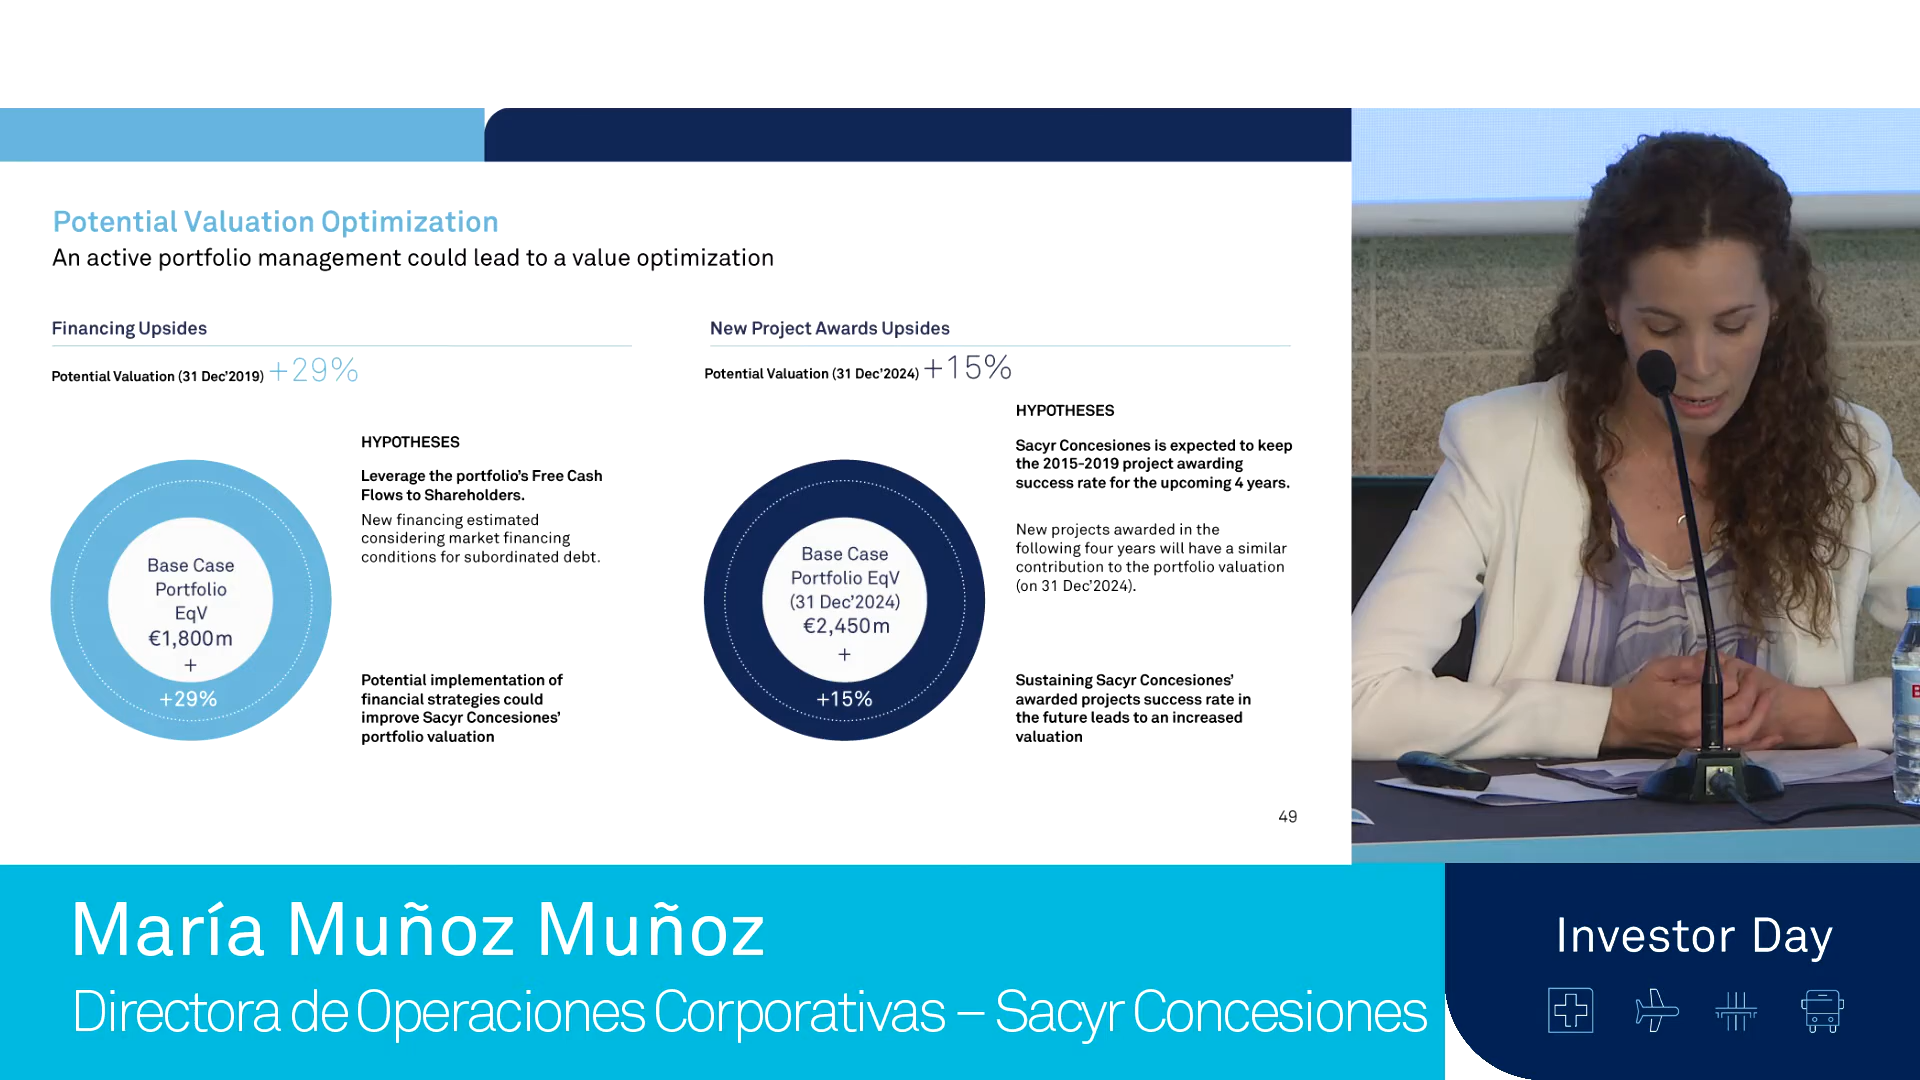 Potential Valuation Optimization
An active portfolio management could lead to a value optimization
Financing Upsides
Potential Valuation (31 Dec'2019) +29%
HYPOTHESES
Leverage the portfolio's Free Cash
Flows to Shareholders.
New financing estimated
considering market financing
conditions for subordinated debt.
Base Case
Portfolio
EqV
€1,800m
+
+29%
Potential implementation of
financial strategies could
improve Sacyr Concesiones'
portfolio valuation
New Project Awards Upsides
Potential Valuation (31 Dec'2024) +15%
HYPOTHESES
Sacyr Concesiones is expected to keep
the 2015-2019 project awarding
success rate for the upcoming 4 years.
New projects awarded in the
following four years will have a similar
contribution to the portfolio valuation
(on 31 Dec'2024).
Base Case
Portfolio EqV
(31 Dec'2024)
€2,450m
+
+15%
Sustaining Sacyr Concesiones'
awarded projects success rate in
the future leads to an increased
valuation
49
María Muñoz Muñoz
Directora de Operaciones Corporativas – Sacyr Concesiones
Investor Day